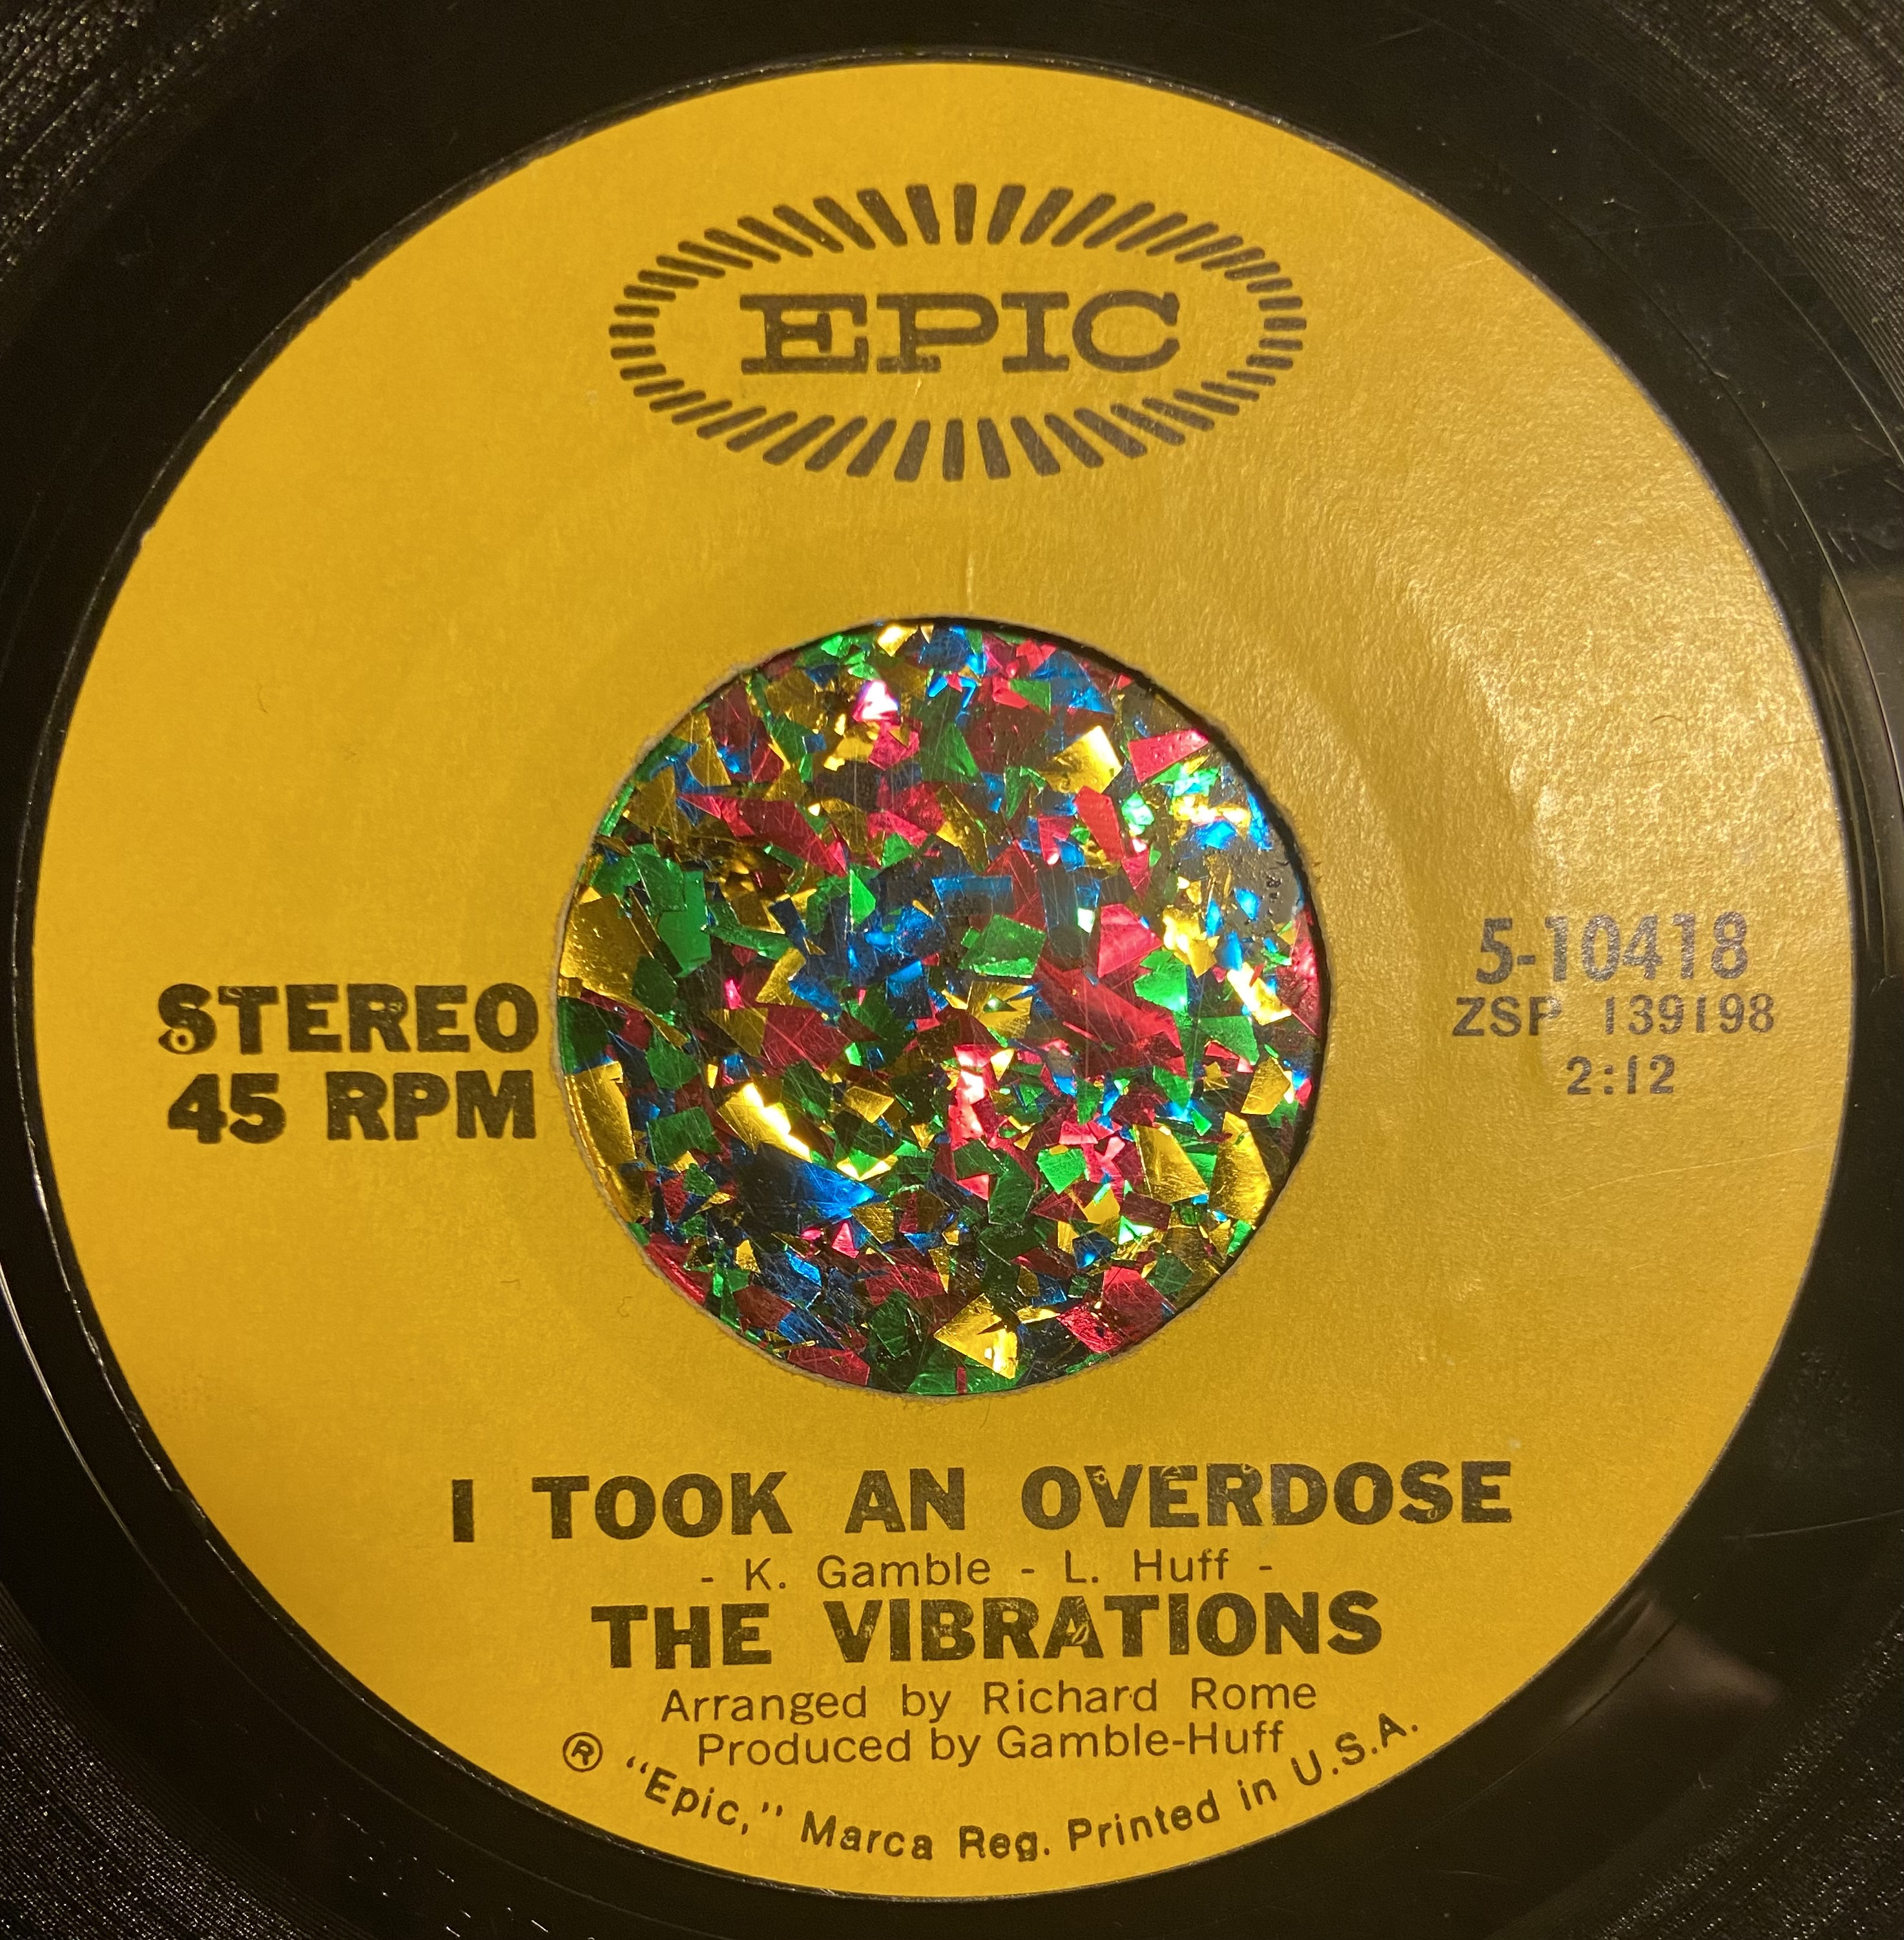 EPIC
STEREO
45 RPM
5-10418
ZSP 139198
2:12
I TOOK AN OVERDOSE
- K. Gamble - L. Huff -
THE VIBRATIONS
Arranged by Richard Rome
Produced by Gamble-Huff
® "Epic," Marca Reg. Printed in U.S.A.